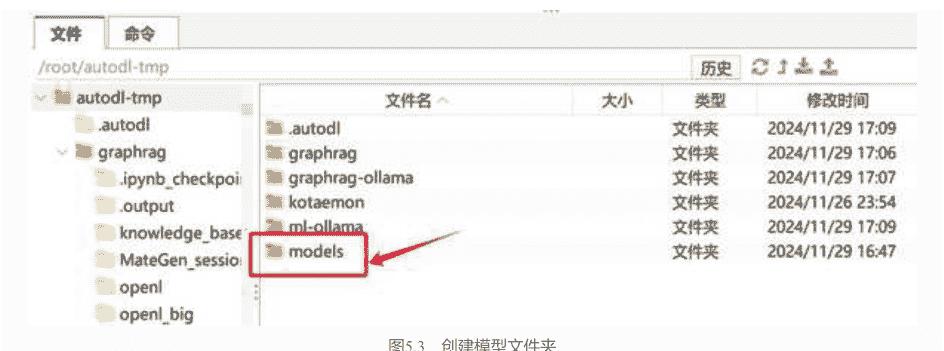 文件 命令
/root/autodl-tmp 历史
autodl-tmp
.autodl
graphrag
.ipynb_checkpoi
.output
knowledge_base
MateGen_sessio
openl
openl_big
文件名 大小 类型 修改时间
.autodl 文件夹 2024/11/29 17:09
graphrag 文件夹 2024/11/29 17:06
graphrag-ollama 文件夹 2024/11/29 17:07
kotaemon 文件夹 2024/11/26 23:54
ml-ollama 文件夹 2024/11/29 17:09
models 文件夹 2024/11/29 16:47
图5.3 创建模型文件夹